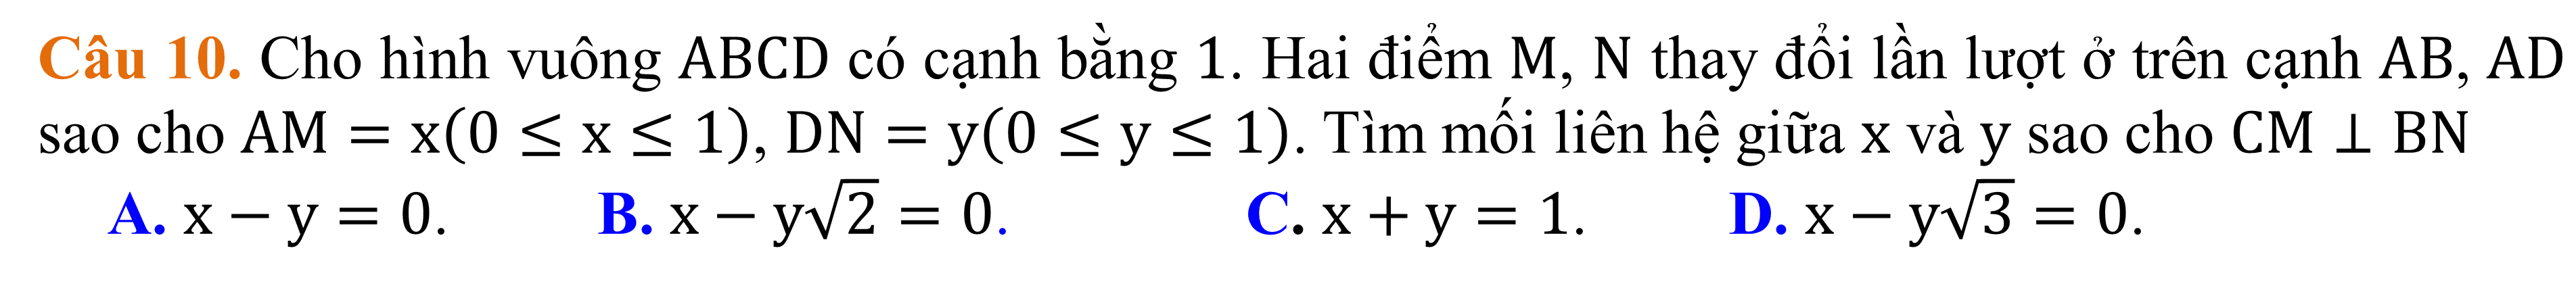 Câu 10. Cho hình vuông ABCD có cạnh bằng 1. Hai điểm M, N thay đổi lần lượt ở trên cạnh AB, AD
sao cho AM = x(0 ≤ x ≤ 1), DN = y(0 ≤ y ≤ 1). Tìm mối liên hệ giữa x và y sao cho CM ⊥ BN
A. x − y = 0. B. x − y√2 = 0. C. x + y = 1. D. x − y√3 = 0.